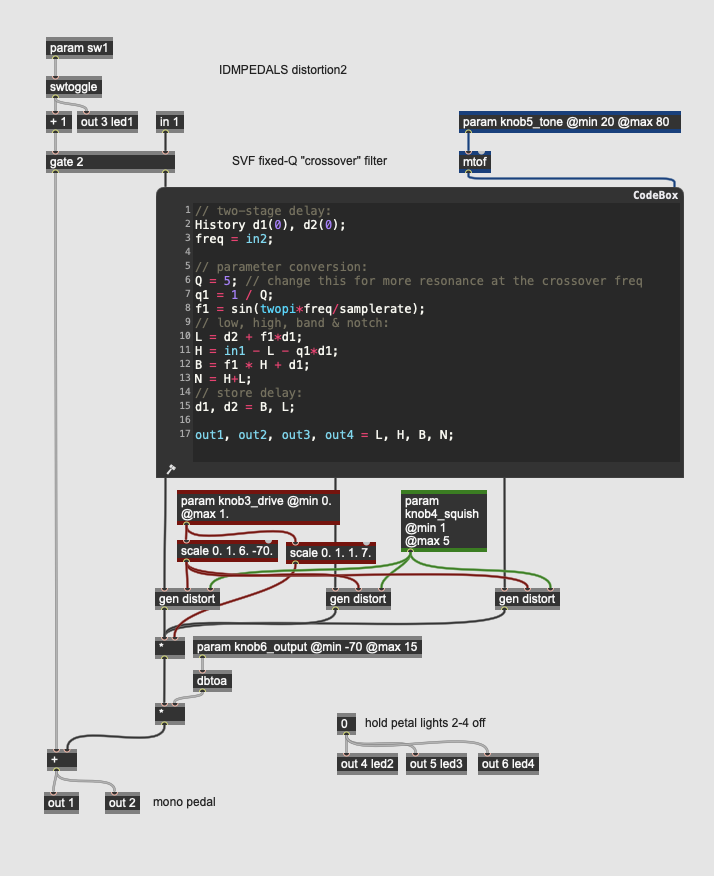 param sw1
IDMPEDALS distortion2
swtoggle
+ 1
out 3 led1
in 1
param knob5_tone @min 20 @max 80
gate 2
SVF fixed-Q "crossover" filter
mtof
CodeBox
1 // two-stage delay:
2 History d1(0), d2(0);
3 freq = in2;
4
5 // parameter conversion:
6 Q = 5; // change this for more resonance at the crossover freq
7 q1 = 1 / Q;
8 f1 = sin(twopi*freq/samplerate);
9 // low, high, band & notch:
10 L = d2 + f1*d1;
11 H = in1 - L - q1*d1;
12 B = f1 * H + d1;
13 N = H+L;
14 // store delay:
15 d1, d2 = B, L;
16
17 out1, out2, out3, out4 = L, H, B, N;
param knob3_drive @min 0.
@max 1.
param
knob4_squish
@min 1
@max 5
scale 0. 1. 6. -70.
scale 0. 1. 1. 7.
gen distort
gen distort
gen distort
*
param knob6_output @min -70 @max 15
dbtoa
*
0
hold petal lights 2-4 off
+
out 4 led2
out 5 led3
out 6 led4
out 1
out 2
mono pedal